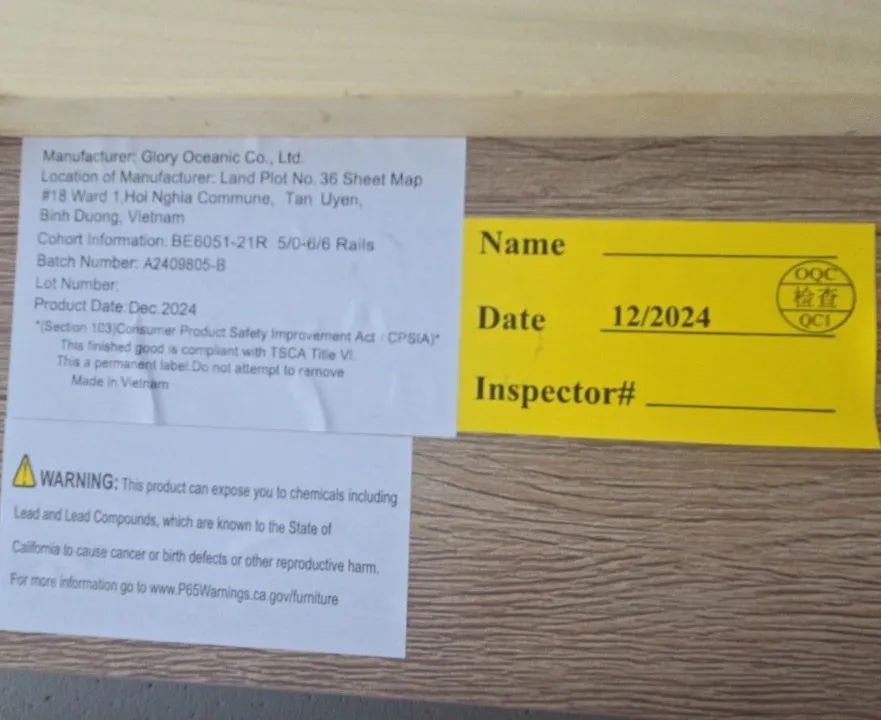 Manufacturer: Glory Oceanic Co., Ltd.
Location of Manufacturer: Land Plot No. 36 Sheet Map
#18 Ward 1,Hoi Nghia Commune, Tan Uyen,
Binh Duong, Vietnam
Cohort Information: BE6051-21R 5/0-6/6 Rails
Batch Number: A2409805-B
Lot Number:
Product Date:Dec.2024
*(Section 103)Consumer Product Safety Improvement Act (CPSIA)*
This finished good is compliant with TSCA Title VI.
This a permanent label.Do not attempt to remove
Made in Vietnam
Name
OQC
检查
QC1
Date 12/2024
Inspector#
WARNING: This product can expose you to chemicals including
Lead and Lead Compounds, which are known to the State of
California to cause cancer or birth defects or other reproductive harm.
For more information go to www.P65Warnings.ca.gov/furniture